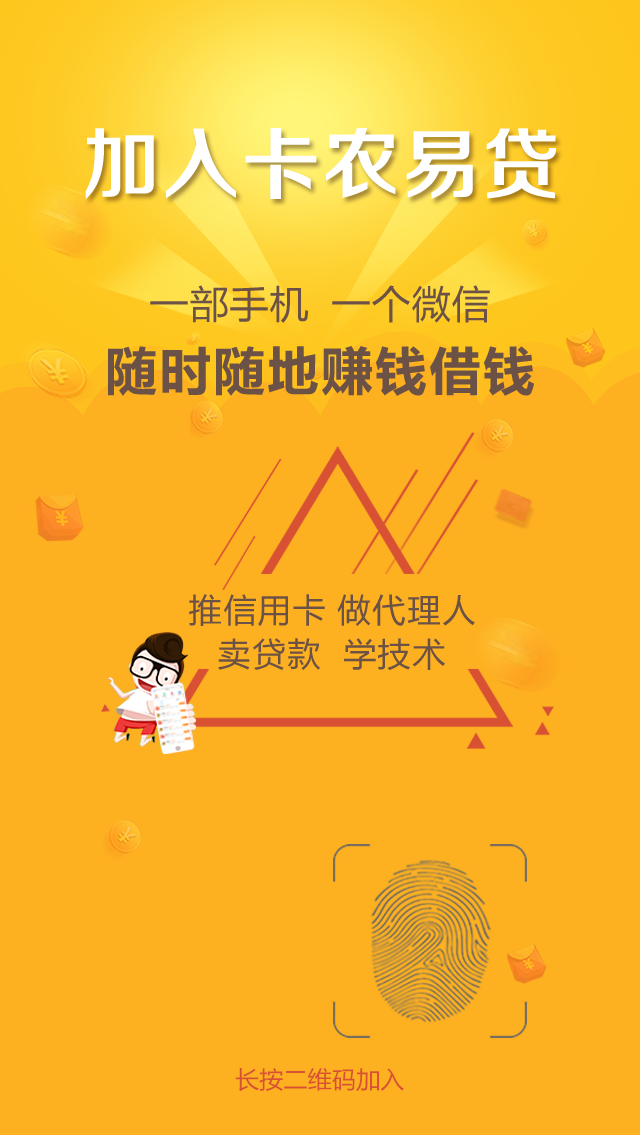 加入卡农易贷
一部手机 一个微信
随时随地赚钱借钱
推信用卡 做代理人
卖贷款 学技术
长按二维码加入